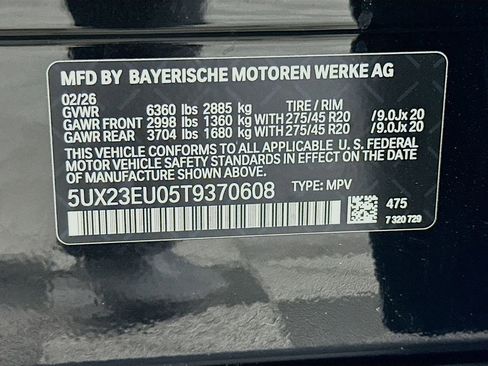 MFD BY BAYERISCHE MOTOREN WERKE AG
02/26
GVWR 6360 lbs 2885 kg TIRE / RIM
GAWR FRONT 2998 lbs 1360 kg WITH 275/45 R20 / 9.0Jx 20
GAWR REAR 3704 lbs 1680 kg WITH 275/45 R20 / 9.0Jx 20
THIS VEHICLE CONFORMS TO ALL APPLICABLE U. S. FEDERAL
MOTOR VEHICLE SAFETY STANDARDS IN EFFECT ON THE
DATE OF MANUFACTURE SHOWN ABOVE.
5UX23EU05T9370608 TYPE: MPV
475
7 320 729